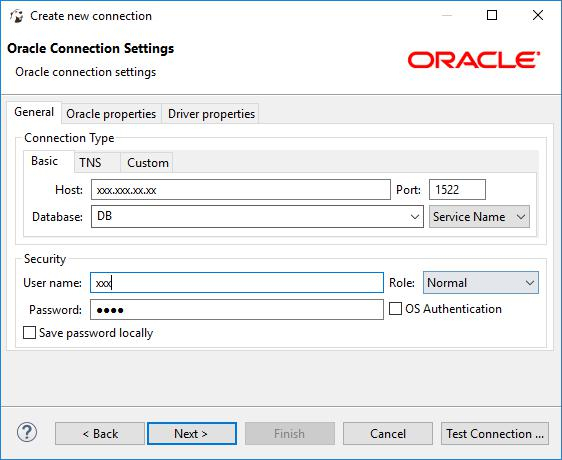 Create new connection
Oracle Connection Settings
Oracle connection settings
ORACLE®
General Oracle properties Driver properties
Connection Type
Basic TNS Custom
Host: xxx.xxx.xx.xx Port: 1522
Database: DB Service Name
Security
User name: xxx Role: Normal
Password: ●●●● OS Authentication
Save password locally
? < Back Next > Finish Cancel Test Connection ...